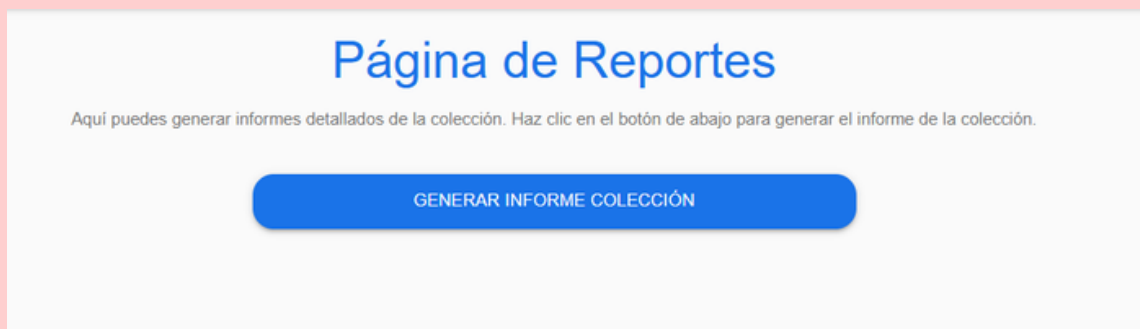 Página de Reportes
Aquí puedes generar informes detallados de la colección. Haz clic en el botón de abajo para generar el informe de la colección.
GENERAR INFORME COLECCIÓN